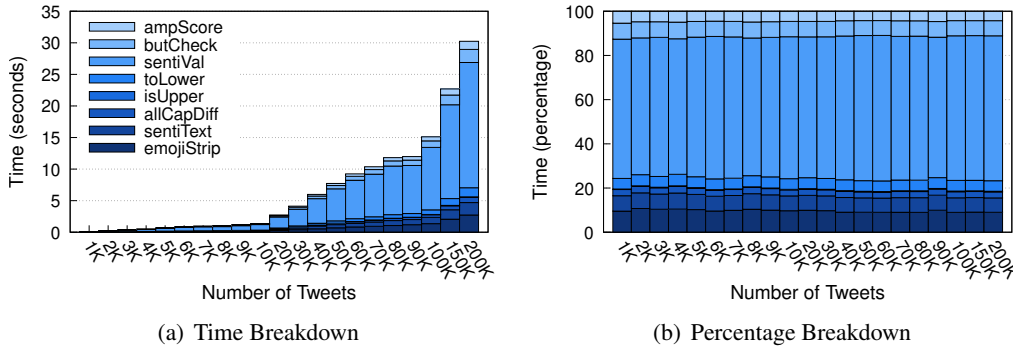 35
30
25
20
15
10
5
0
Time (seconds)
ampScore
butCheck
sentiVal
toLower
isUpper
allCapDiff
sentiText
emojiStrip
1K 2K 3K 4K 5K 6K 7K 8K 9K 10K 20K 30K 40K 50K 60K 70K 80K 90K 100K 150K 200K
Number of Tweets
(a) Time Breakdown
100
80
60
40
20
0
Time (percentage)
1K 2K 3K 4K 5K 6K 7K 8K 9K 10K 20K 30K 40K 50K 60K 70K 80K 90K 100K 150K 200K
Number of Tweets
(b) Percentage Breakdown